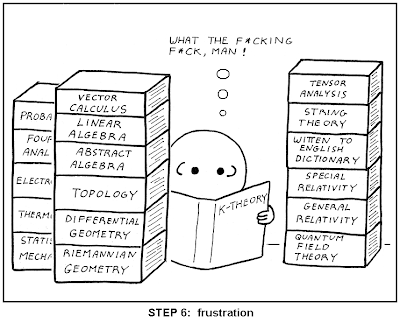 WHAT THE F*CKING
F*CK, MAN!
PROBA
FOUR
ANAL
ELECTR
THERM
STATIS
MECHA
VECTOR
CALCULUS
LINEAR
ALGEBRA
ABSTRACT
ALGEBRA
TOPOLOGY
DIFFERENTIAL
GEOMETRY
RIEMANNIAN
GEOMETRY
K-THEORY
TENSOR
ANALYSIS
STRING
THEORY
WITTEN TO
ENGLISH
DICTIONARY
SPECIAL
RELATIVITY
GENERAL
RELATIVITY
QUANTUM
FIELD
THEORY
STEP 6: frustration